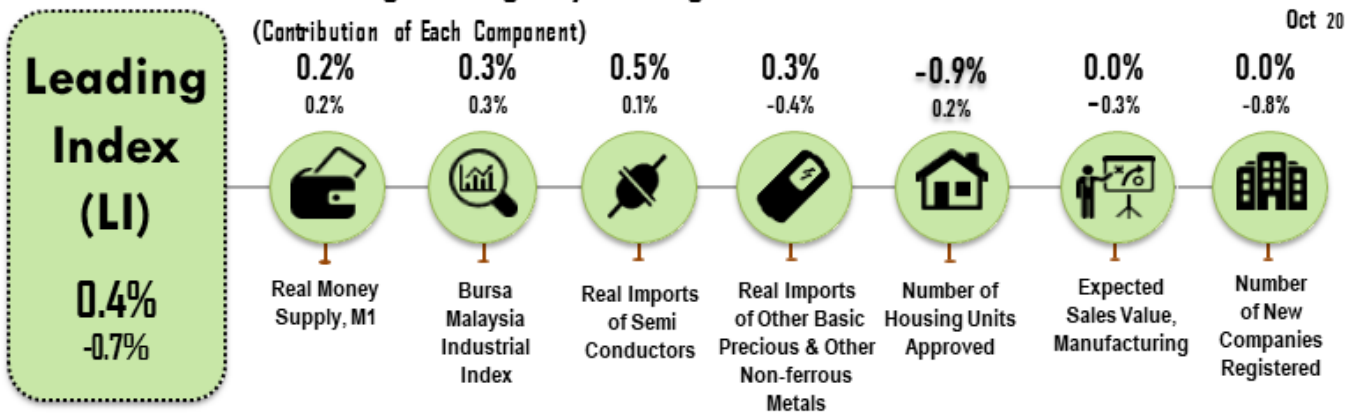 (Contribution of Each Component)
Oct 20
Leading
Index
(LI)
0.4%
-0.7%
0.2%
0.2%
Real Money
Supply, M1
0.3%
0.3%
Bursa
Malaysia
Industrial
Index
0.5%
0.1%
Real Imports
of Semi
Conductors
0.3%
-0.4%
Real Imports
of Other Basic
Precious & Other
Non-ferrous
Metals
-0.9%
0.2%
Number of
Housing Units
Approved
0.0%
-0.3%
Expected
Sales Value,
Manufacturing
0.0%
-0.8%
Number
of New
Companies
Registered